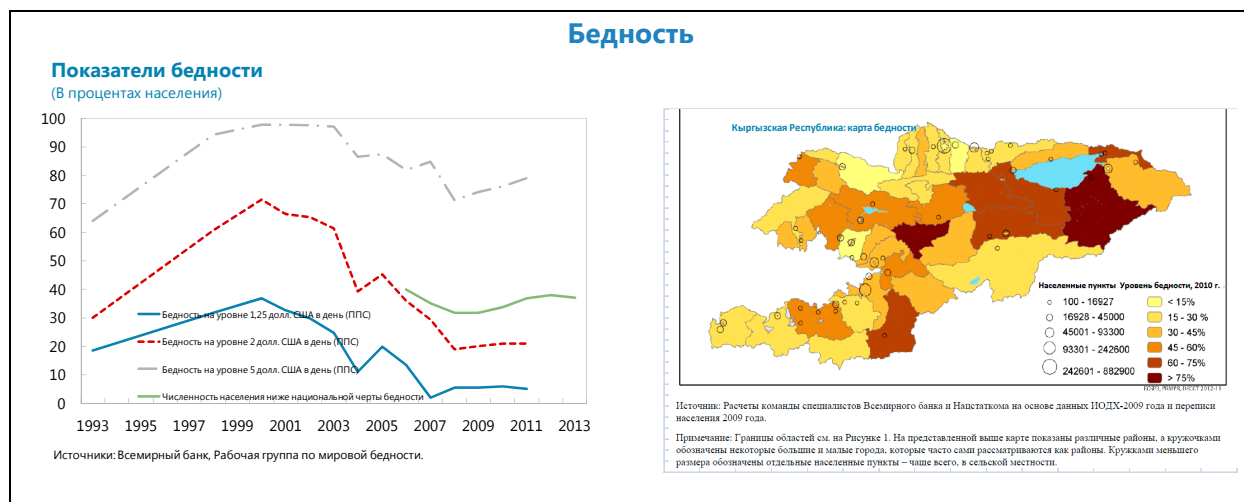 Бедность
Показатели бедности
(В процентах населения)
100
90
80
70
60
50
40
30
20
10
0
Бедность на уровне 1,25 долл. США в день (ППС)
Бедность на уровне 2 долл. США в день (ППС)
Бедность на уровне 5 долл. США в день (ППС)
Численность населения ниже национальной черты бедности
1993 1995 1997 1999 2001 2003 2005 2007 2009 2011 2013
Источники: Всемирный банк, Рабочая группа по мировой бедности.
Кыргызская Республика: карта бедности
Населенные пункты Уровень бедности, 2010 г.
100 - 16927 < 15%
16928 - 45000 15 - 30 %
45001 - 93300 30 - 45%
93301 - 242600 45 - 60%
242601 - 882900 60 - 75%
> 75%
Источник: Расчеты команды специалистов Всемирного банка и Нацстаткома на основе данных ИОДХ-2009 года и переписи
населения 2009 года.
Примечание: Границы областей см. на Рисунке 1. На представленной выше карте показаны различные районы, а кружочками
обозначены некоторые большие и малые города, которые часто сами рассматриваются как районы. Кружками меньшего
размера обозначены отдельные населенные пункты – чаще всего, в сельской местности.